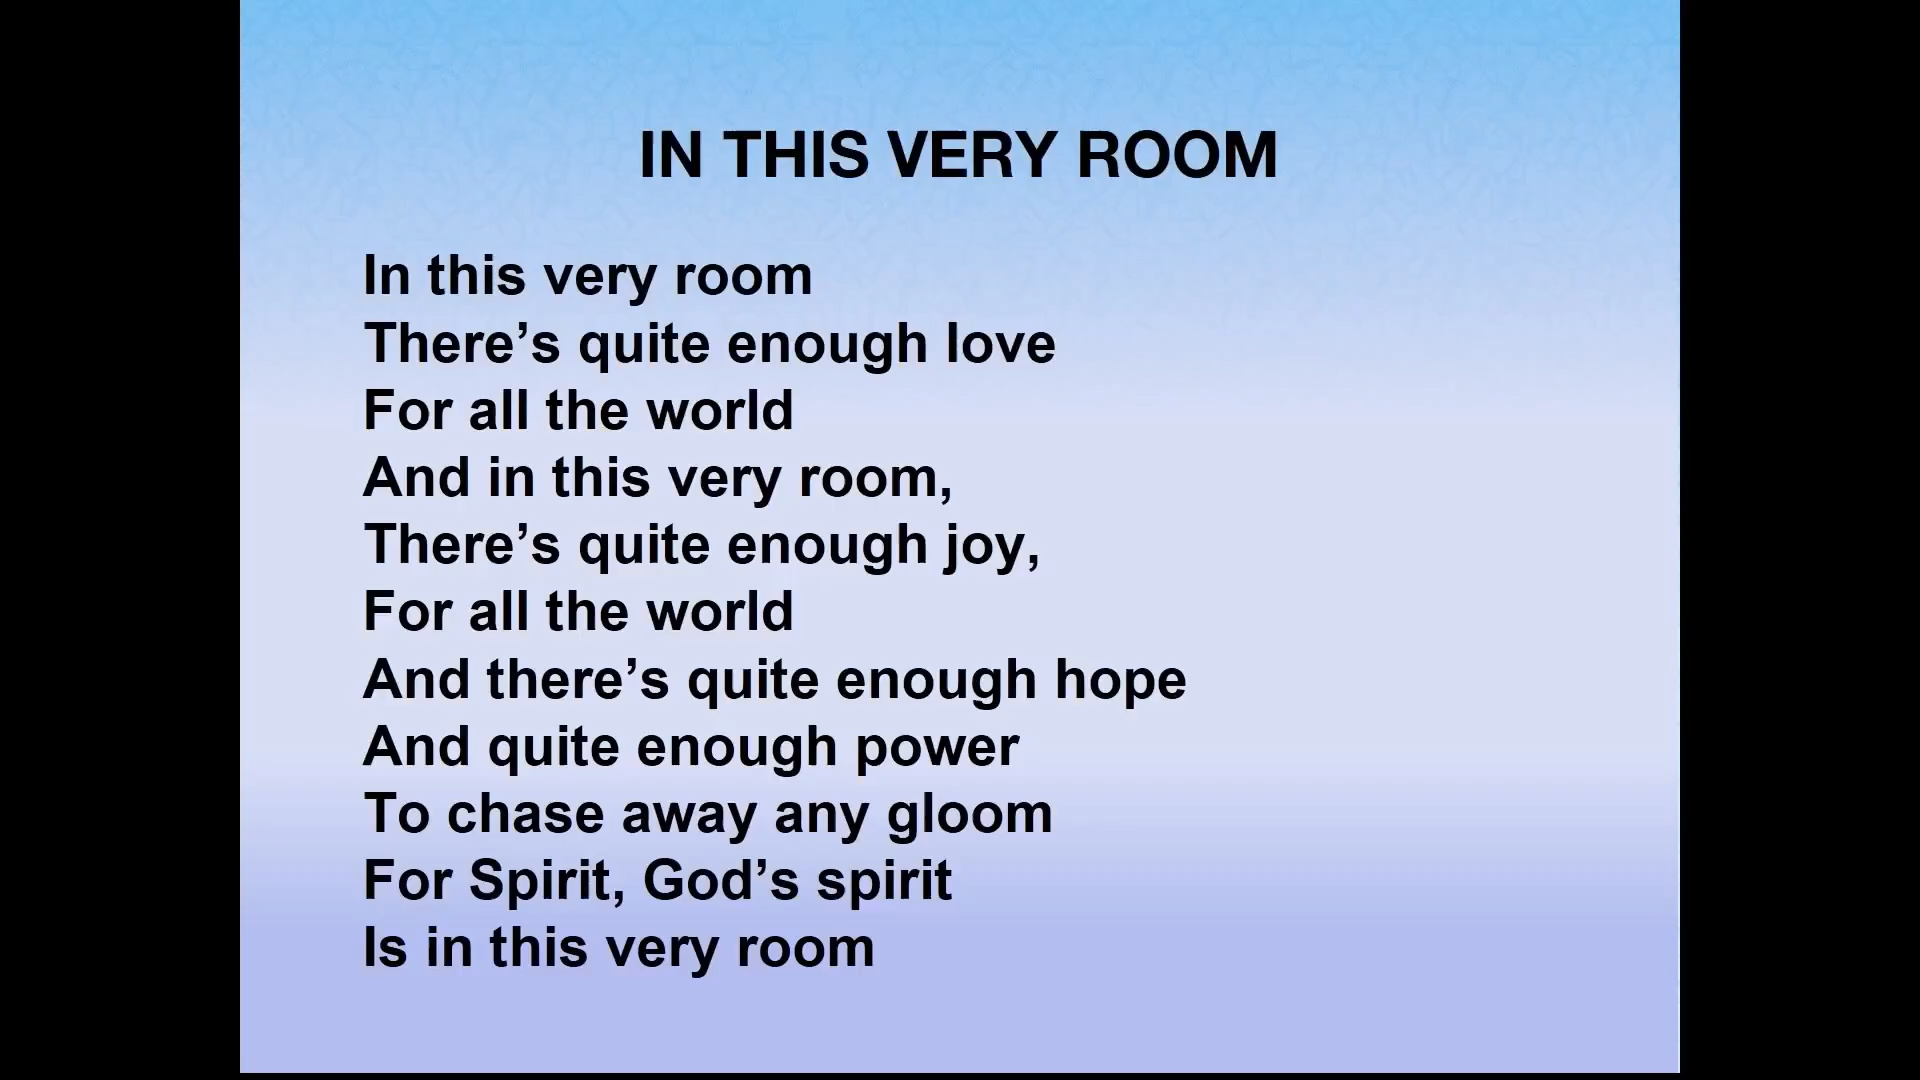 IN THIS VERY ROOM
In this very room
There’s quite enough love
For all the world
And in this very room,
There’s quite enough joy,
For all the world
And there’s quite enough hope
And quite enough power
To chase away any gloom
For Spirit, God’s spirit
Is in this very room